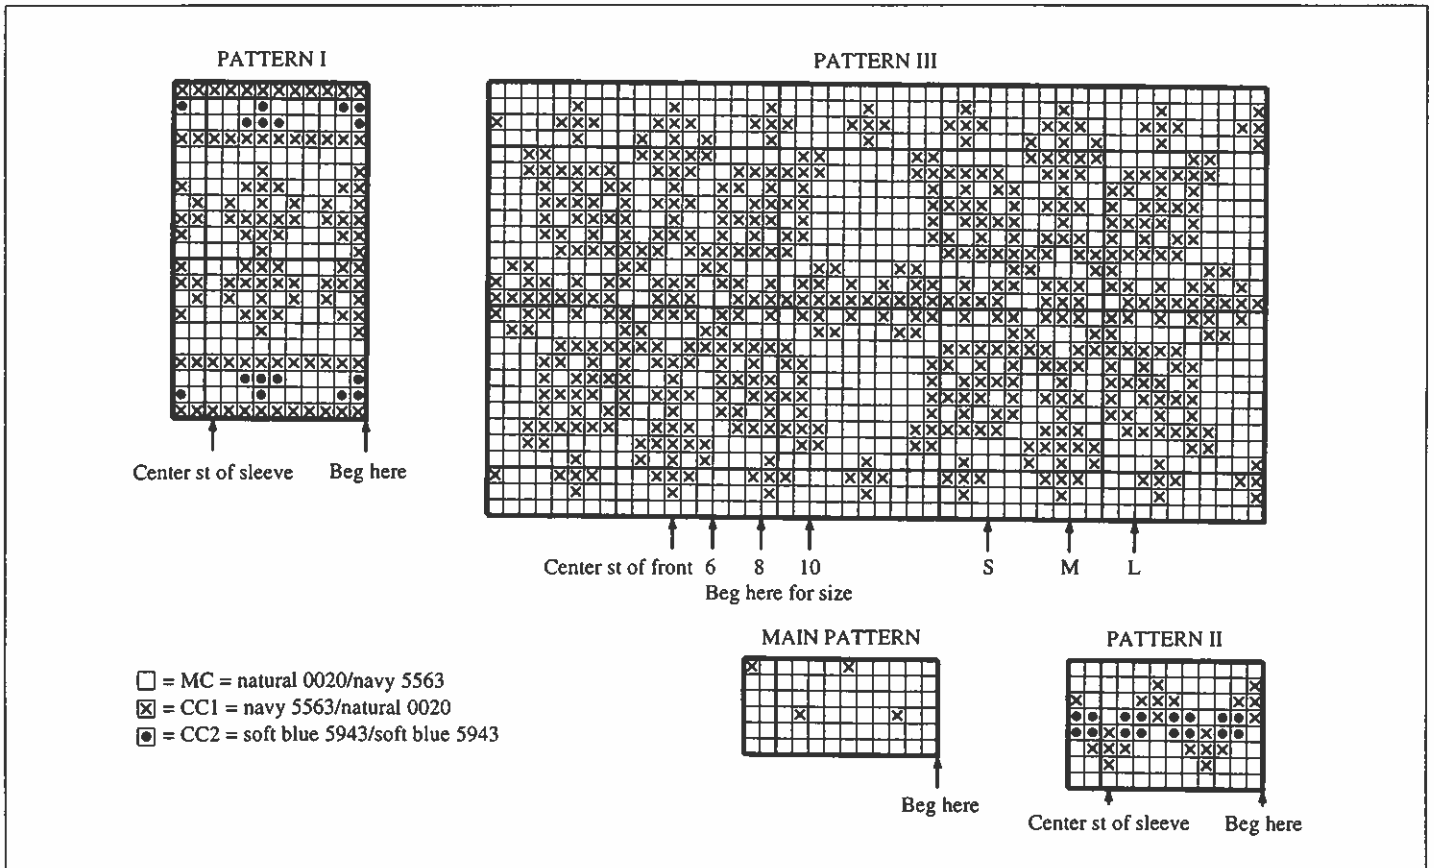 PATTERN I
PATTERN III
Center st of sleeve Beg here
Center st of front 6 8 10 S M L
Beg here for size
MAIN PATTERN
PATTERN II
= MC = natural 0020/navy 5563
= CC1 = navy 5563/natural 0020
= CC2 = soft blue 5943/soft blue 5943
Beg here
Center st of sleeve Beg here